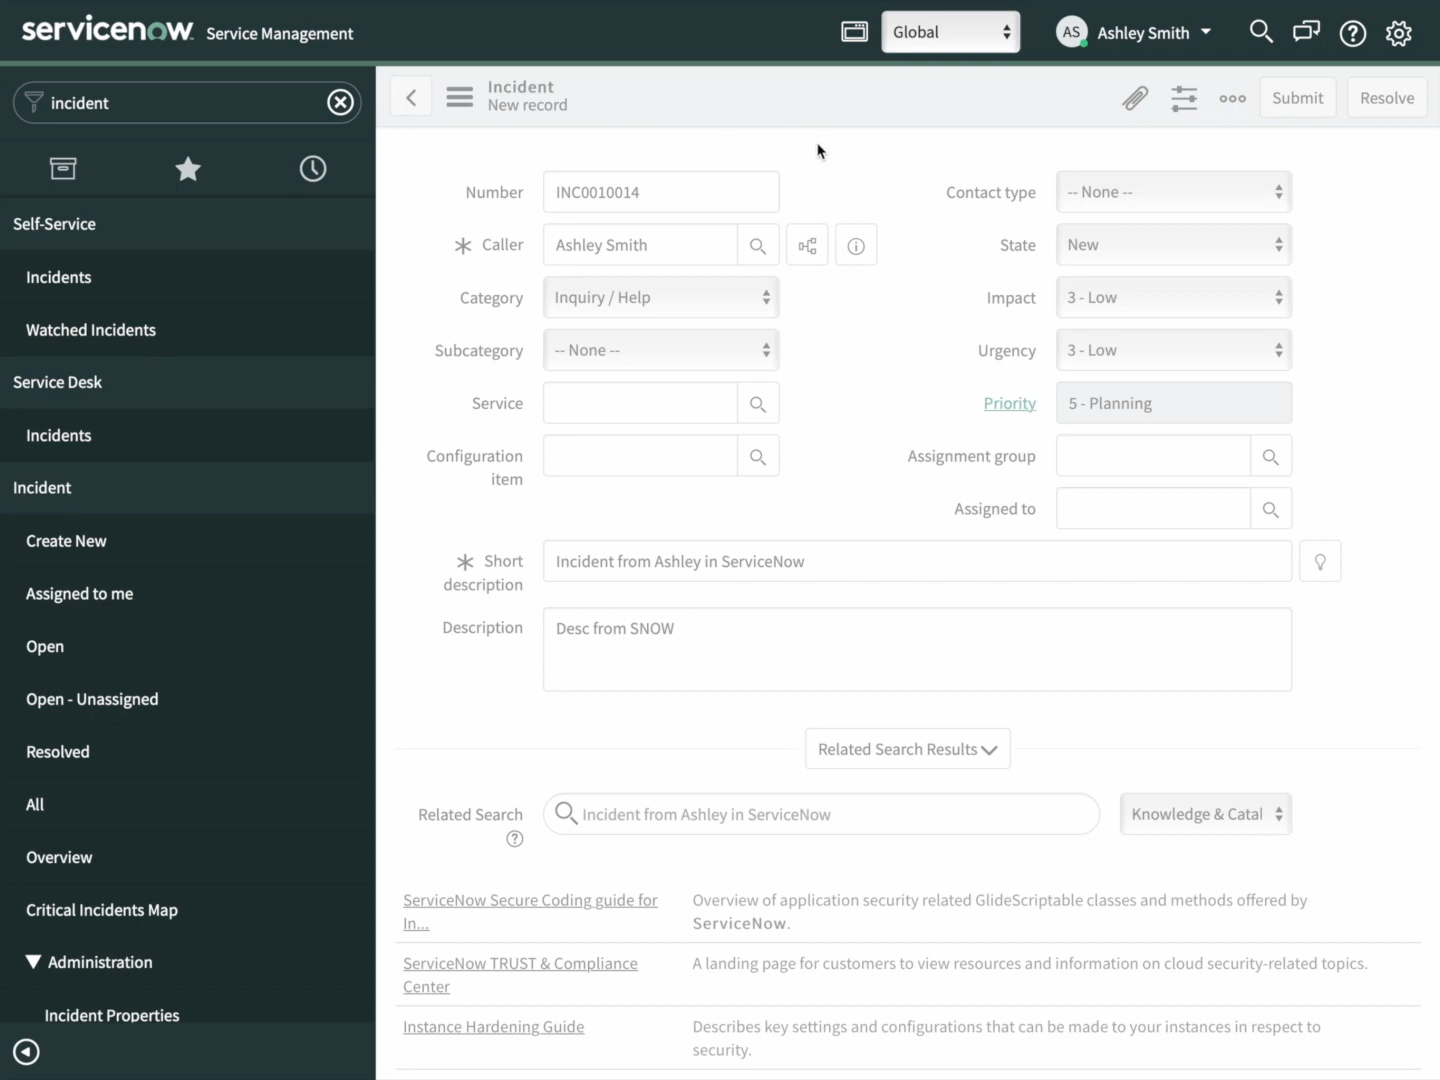 servicenow. Service Management
Global
AS Ashley Smith
incident
Self-Service
Incidents
Watched Incidents
Service Desk
Incidents
Incident
Create New
Assigned to me
Open
Open - Unassigned
Resolved
All
Overview
Critical Incidents Map
Administration
Incident Properties
Incident
New record
Submit
Resolve
Number
INC0010014
Caller
Ashley Smith
Category
Inquiry / Help
Subcategory
-- None --
Service
Configuration
item
Contact type
-- None --
State
New
Impact
3 - Low
Urgency
3 - Low
Priority
5 - Planning
Assignment group
Assigned to
Short
description
Incident from Ashley in ServiceNow
Description
Desc from SNOW
Related Search Results
Related Search
Incident from Ashley in ServiceNow
Knowledge & Catal
ServiceNow Secure Coding guide for
In...
Overview of application security related GlideScriptable classes and methods offered by
ServiceNow.
ServiceNow TRUST & Compliance
Center
A landing page for customers to view resources and information on cloud security-related topics.
Instance Hardening Guide
Describes key settings and configurations that can be made to your instances in respect to
security.